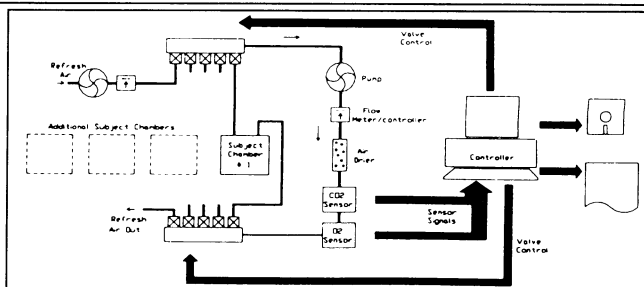 Valve
Control
Refresh
Air
Pump
Additional Subject Chambers
Flow
Meter/controller
Subject
Chamber
# 1
Air
Drier
Controller
CO2
Sensor
Refresh
Air Out
O2
Sensor
Sensor
Signals
Valve
Control